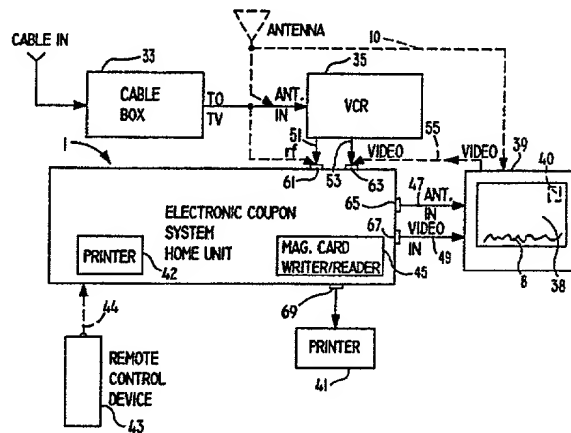 CABLE IN
ANTENNA
10
33
35
CABLE
BOX
TO
TV
ANT.
IN
VCR
51
rf
53
VIDEO
55
39
40
1
61
63
65
47
ANT.
IN
ELECTRONIC COUPON
SYSTEM
HOME UNIT
67
VIDEO
IN
49
PRINTER
42
MAG. CARD
WRITER/READER
45
8
38
69
44
REMOTE
CONTROL
DEVICE
43
PRINTER
41